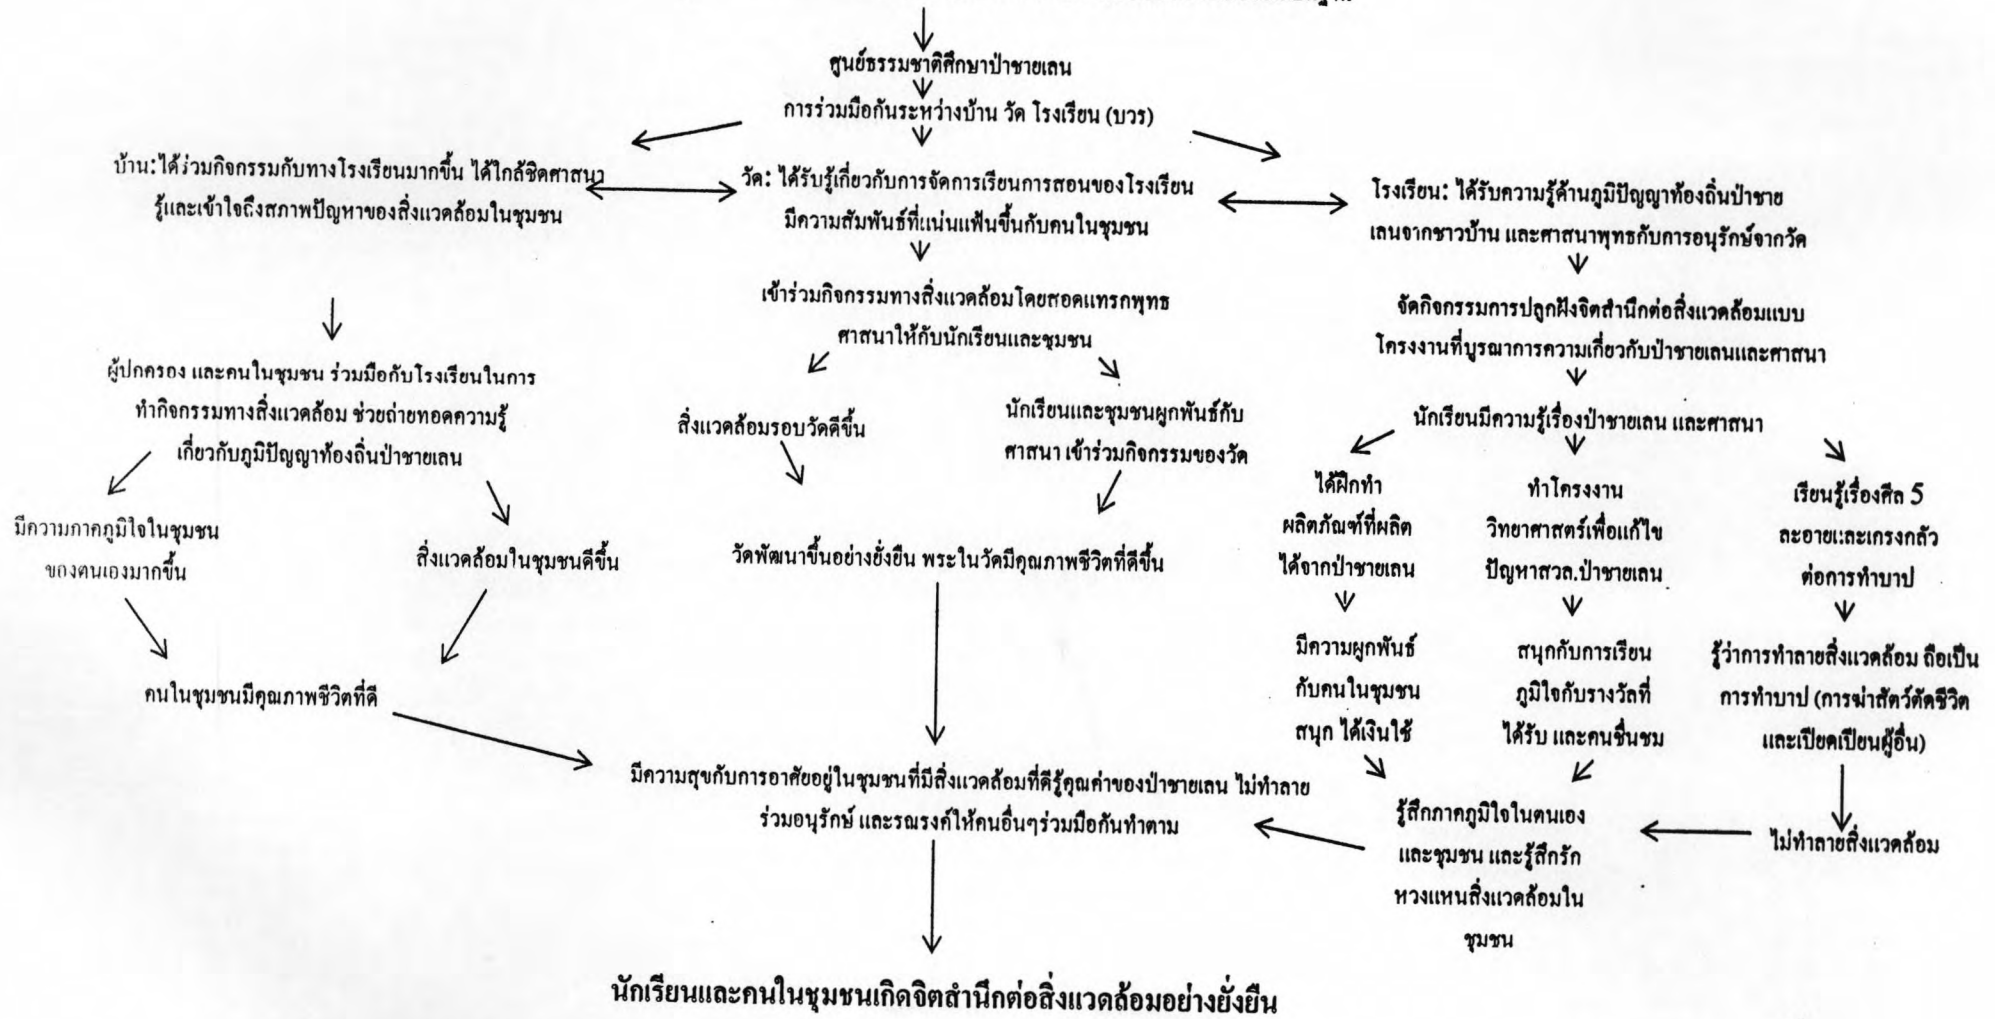 ศูนย์ธรรมชาติศึกษาป่าชายเลน
การร่วมมือกันระหว่างบ้าน วัด โรงเรียน (บวร)
บ้าน:ได้ร่วมกิจกรรมกับทางโรงเรียนมากขึ้น ได้ใกล้ชิดศาสนา
รู้และเข้าใจถึงสภาพปัญหาของสิ่งแวดล้อมในชุมชน
วัด: ได้รับรู้เกี่ยวกับการจัดการเรียนการสอนของโรงเรียน
มีความสัมพันธ์ที่แน่นแฟ้นขึ้นกับคนในชุมชน
โรงเรียน: ได้รับความรู้ด้านภูมิปัญญาท้องถิ่นป่าชาย
เลนจากชาวบ้าน และศาสนาพุทธกับการอนุรักษ์จากวัด
ผู้ปกครอง และคนในชุมชน ร่วมมือกับโรงเรียนในการ
ทำกิจกรรมทางสิ่งแวดล้อม ช่วยถ่ายทอดความรู้
เกี่ยวกับภูมิปัญญาท้องถิ่นป่าชายเลน
เข้าร่วมกิจกรรมทางสิ่งแวดล้อมโดยสอดแทรกพุทธ
ศาสนาให้กับนักเรียนและชุมชน
จัดกิจกรรมการปลูกฝังจิตสำนึกต่อสิ่งแวดล้อมแบบ
โครงงานที่บูรณาการความเกี่ยวกับป่าชายเลนและศาสนา
สิ่งแวดล้อมรอบวัดดีขึ้น
นักเรียนและชุมชนผูกพันธ์กับ
ศาสนา เข้าร่วมกิจกรรมของวัด
นักเรียนมีความรู้เรื่องป่าชายเลน และศาสนา
มีความภาคภูมิใจในชุมชน
ของตนเองมากขึ้น
สิ่งแวดล้อมในชุมชนดีขึ้น
วัดพัฒนาขึ้นอย่างยั่งยืน พระในวัดมีคุณภาพชีวิตที่ดีขึ้น
ได้ฝึกทำ
ผลิตภัณฑ์ที่ผลิต
ได้จากป่าชายเลน
ทำโครงงาน
วิทยาศาสตร์เพื่อแก้ไข
ปัญหาสวล.ป่าชายเลน
เรียนรู้เรื่องศีล 5
ละอายและเกรงกลัว
ต่อการทำบาป
คนในชุมชนมีคุณภาพชีวิตที่ดี
มีความผูกพันธ์
กับคนในชุมชน
สนุก ได้เงินใช้
สนุกกับการเรียน
ภูมิใจกับรางวัลที่
ได้รับ และคนชื่นชม
รู้ว่าการทำลายสิ่งแวดล้อม ถือเป็น
การทำบาป (การฆ่าสัตว์ตัดชีวิต
และเบียดเบียนผู้อื่น)
มีความสุขกับการอาศัยอยู่ในชุมชนที่มีสิ่งแวดล้อมที่ดีรู้คุณค่าของป่าชายเลน ไม่ทำลาย
ร่วมอนุรักษ์ และรณรงค์ให้คนอื่นๆร่วมมือกันทำตาม
รู้สึกภาคภูมิใจในตนเอง
และชุมชน และรู้สึกรัก
หวงแหนสิ่งแวดล้อมใน
ชุมชน
ไม่ทำลายสิ่งแวดล้อม
นักเรียนและคนในชุมชนเกิดจิตสำนึกต่อสิ่งแวดล้อมอย่างยั่งยืน